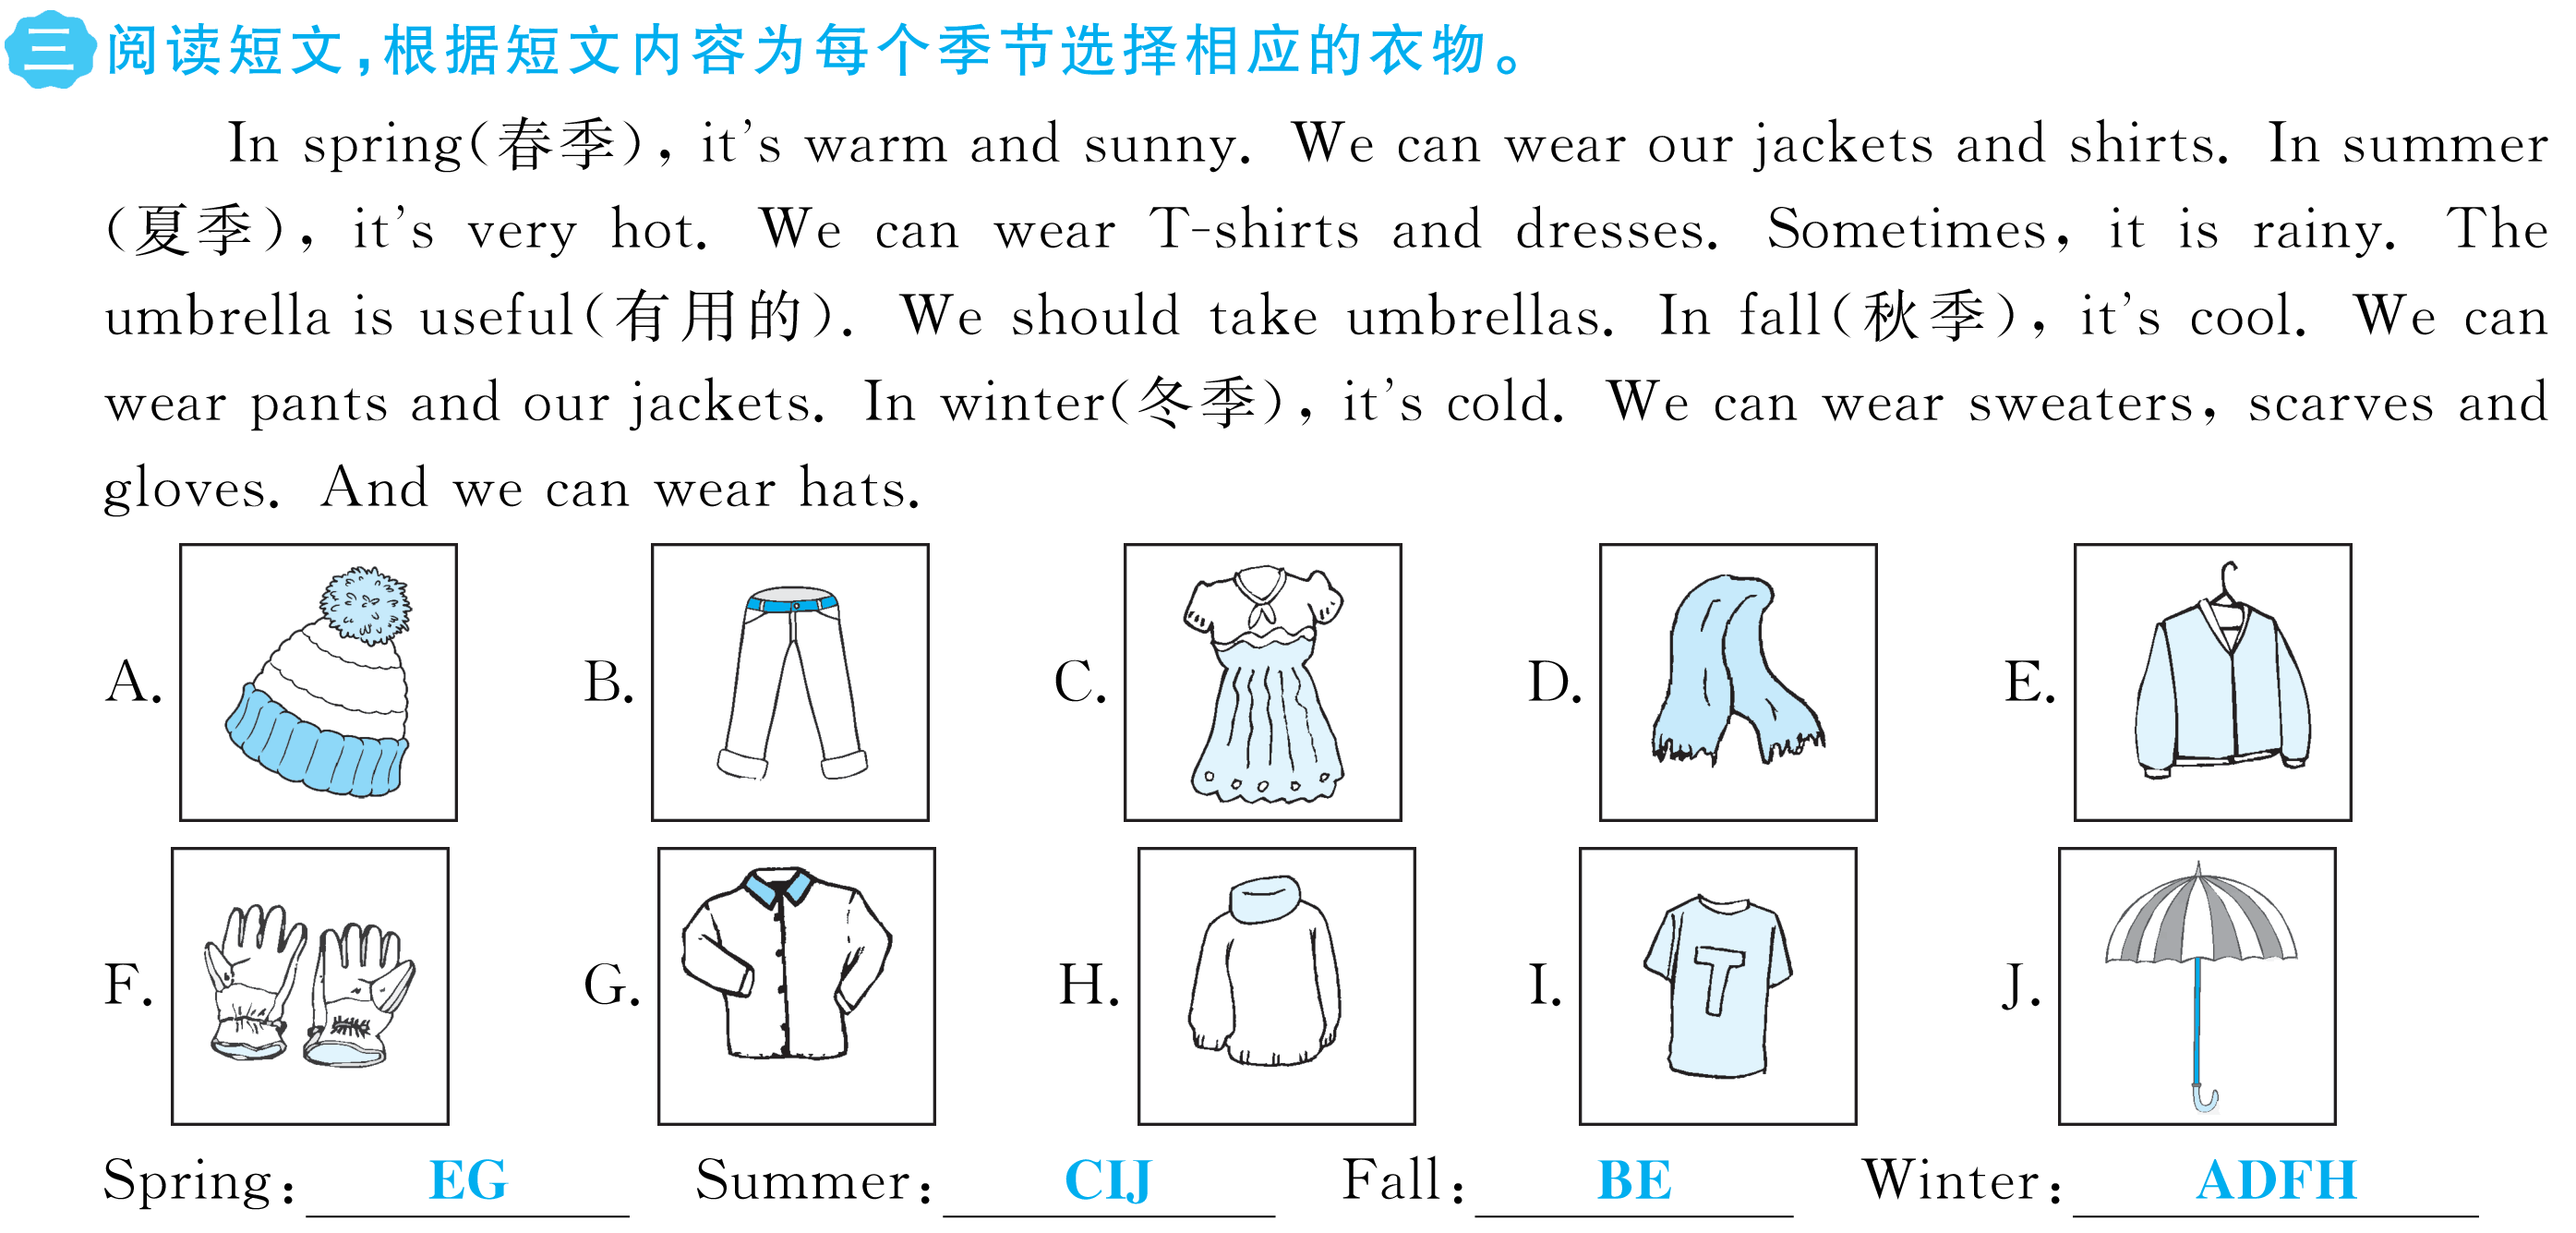 三 阅读短文,根据短文内容为每个季节选择相应的衣物。
In spring(春季), it's warm and sunny. We can wear our jackets and shirts. In summer
(夏季), it's very hot. We can wear T-shirts and dresses. Sometimes, it is rainy. The
umbrella is useful(有用的). We should take umbrellas. In fall(秋季), it's cool. We can
wear pants and our jackets. In winter(冬季), it's cold. We can wear sweaters, scarves and
gloves. And we can wear hats.
A. B. C. D. E.
F. G. H. I. T J.
Spring: EG Summer: CIJ Fall: BE Winter: ADFH